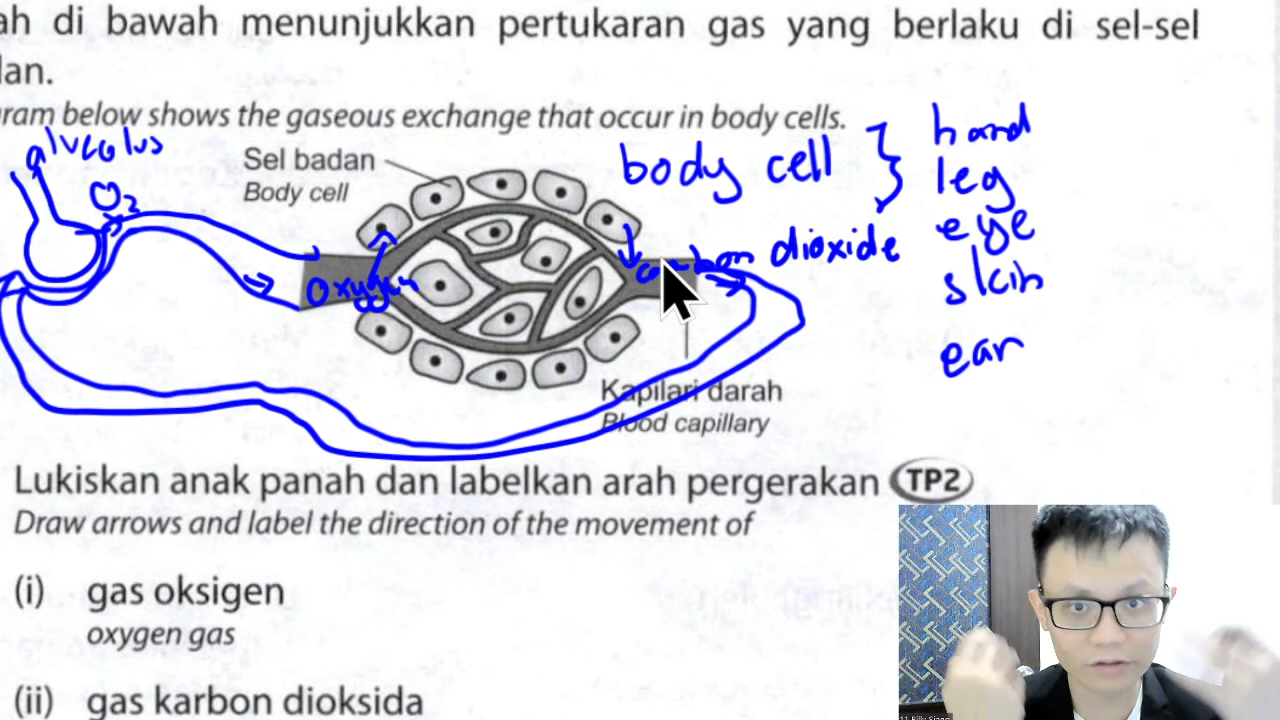 ah di bawah menunjukkan pertukaran gas yang berlaku di sel-sel
dan.
ram below shows the gaseous exchange that occur in body cells.
alveolus
O₂
Sel badan
Body cell
body cell
hand
leg
eye
skin
ear
oxygen
carbon dioxide
Kapilari darah
Blood capillary
Lukiskan anak panah dan labelkan arah pergerakan TP2
Draw arrows and label the direction of the movement of
(i) gas oksigen
oxygen gas
(ii) gas karbon dioksida